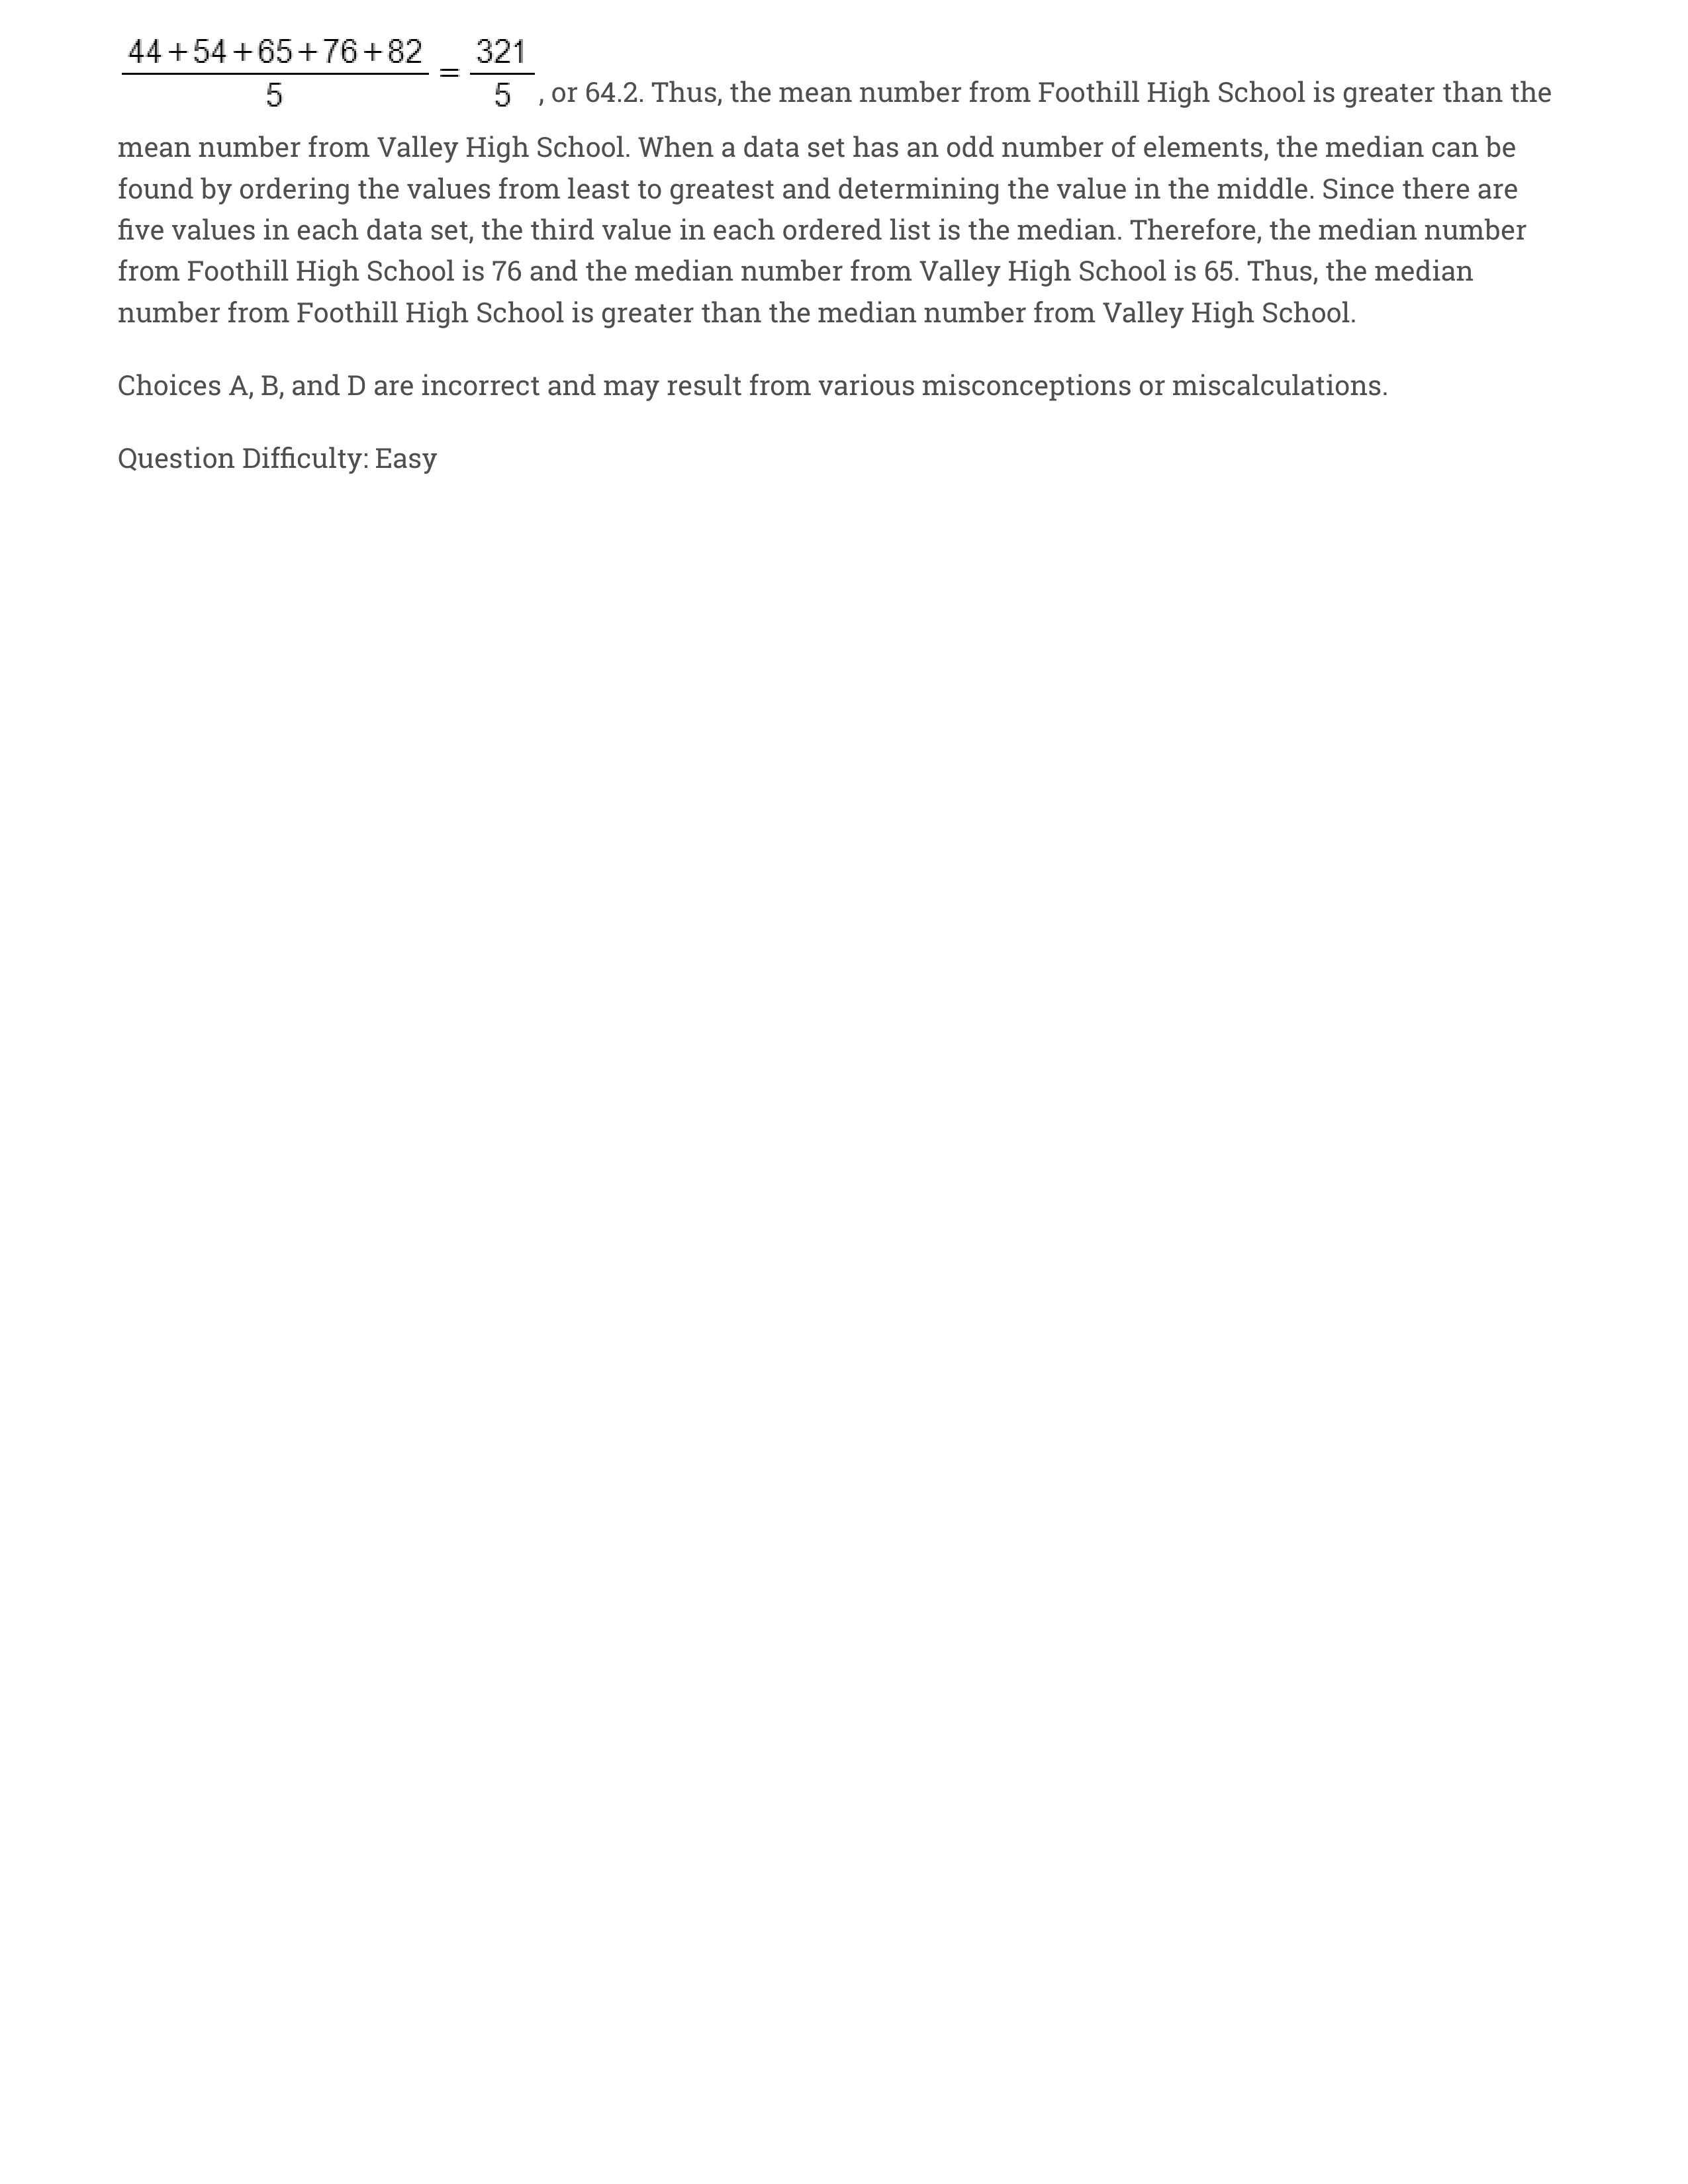 44+54+65+76+82 / 5 = 321 / 5 , or 64.2. Thus, the mean number from Foothill High School is greater than the
mean number from Valley High School. When a data set has an odd number of elements, the median can be
found by ordering the values from least to greatest and determining the value in the middle. Since there are
five values in each data set, the third value in each ordered list is the median. Therefore, the median number
from Foothill High School is 76 and the median number from Valley High School is 65. Thus, the median
number from Foothill High School is greater than the median number from Valley High School.
Choices A, B, and D are incorrect and may result from various misconceptions or miscalculations.
Question Difficulty: Easy